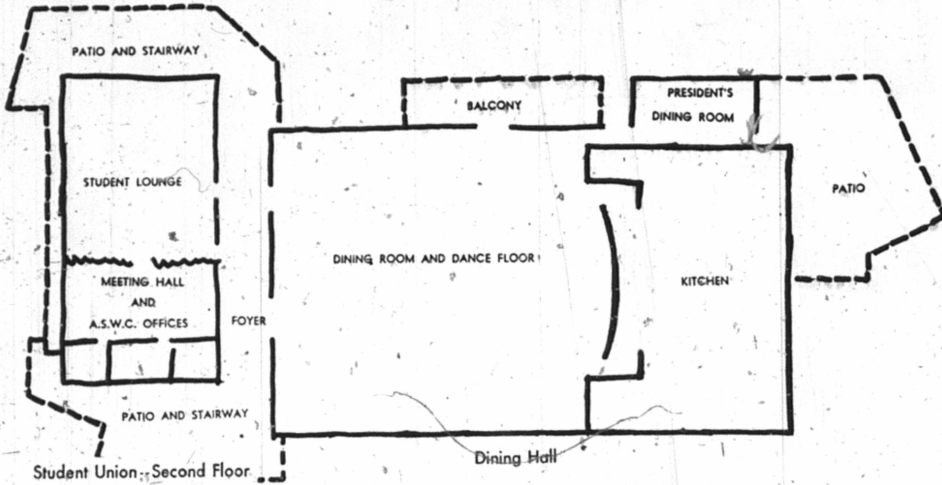 PATIO AND STAIRWAY
BALCONY
PRESIDENT'S
DINING ROOM
STUDENT LOUNGE
PATIO
DINING ROOM AND DANCE FLOOR
MEETING HALL
AND
A.S.W.C. OFFICES
KITCHEN
FOYER
PATIO AND STAIRWAY
Student Union--Second Floor
Dining Hall